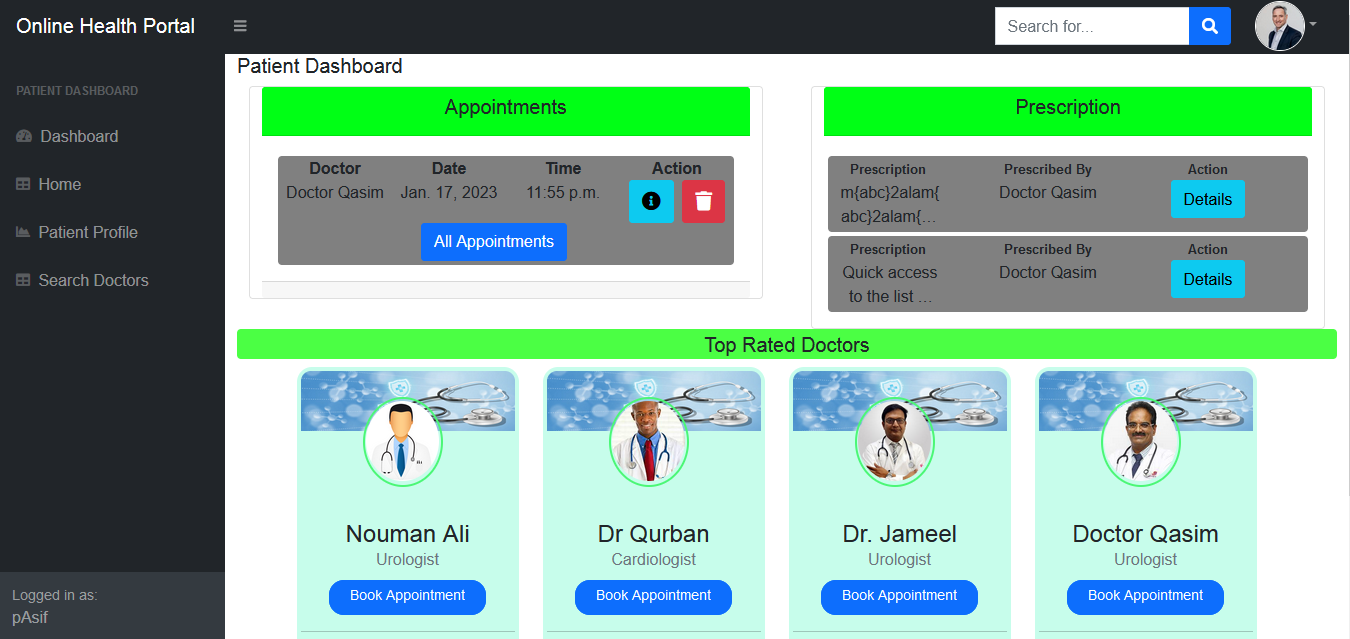 Online Health Portal
Search for...
PATIENT DASHBOARD
Dashboard
Home
Patient Profile
Search Doctors
Logged in as:
pAsif
Patient Dashboard
Appointments
Doctor Date Time Action
Doctor Qasim Jan. 17, 2023 11:55 p.m.
All Appointments
Prescription
Prescription Prescribed By Action
m{abc}2alam{ Doctor Qasim Details
abc}2alam{…
Prescription Prescribed By Action
Quick access Doctor Qasim Details
to the list …
Top Rated Doctors
Nouman Ali Dr Qurban Dr. Jameel Doctor Qasim
Urologist Cardiologist Urologist Urologist
Book Appointment Book Appointment Book Appointment Book Appointment